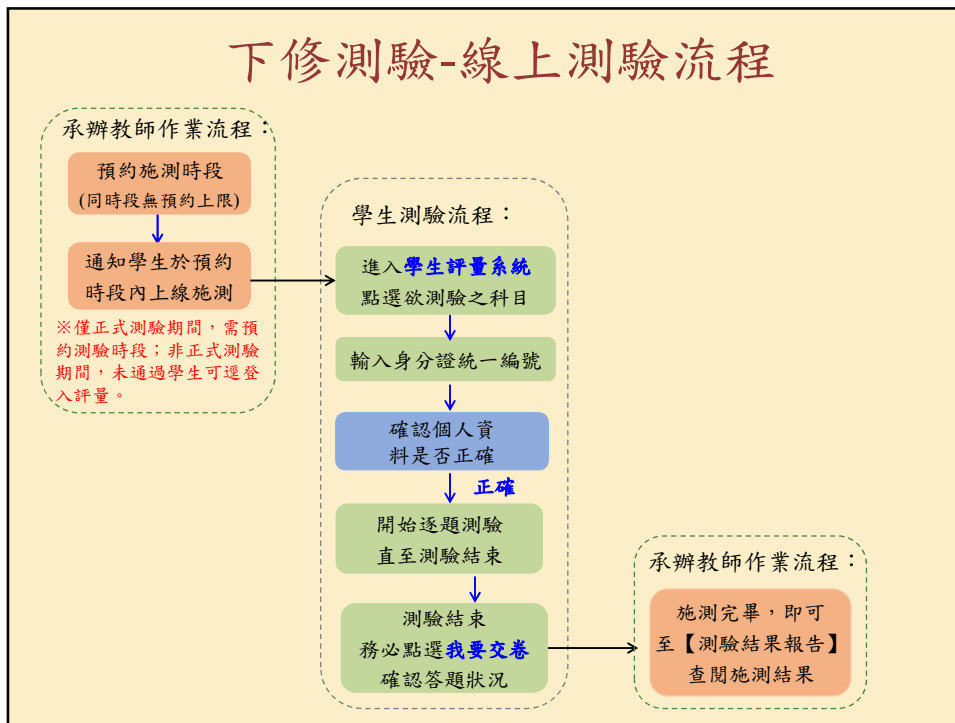 下修測驗-線上測驗流程
承辦教師作業流程：
預約施測時段
(同時段無預約上限)
通知學生於預約
時段內上線施測
※僅正式測驗期間，需預
約測驗時段；非正式測驗
期間，未通過學生可逕登
入評量。
學生測驗流程：
進入學生評量系統
點選欲測驗之科目
輸入身分證統一編號
確認個人資
料是否正確
正確
開始逐題測驗
直至測驗結束
測驗結束
務必點選我要交卷
確認答題狀況
承辦教師作業流程：
施測完畢，即可
至【測驗結果報告】
查閱施測結果